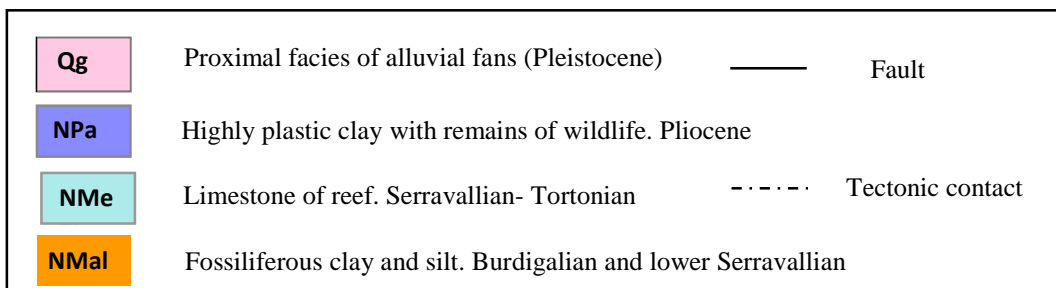 Qg Proximal facies of alluvial fans (Pleistocene) Fault
NPa Highly plastic clay with remains of wildlife. Pliocene
NMe Limestone of reef. Serravallian- Tortonian Tectonic contact
NMal Fossiliferous clay and silt. Burdigalian and lower Serravallian